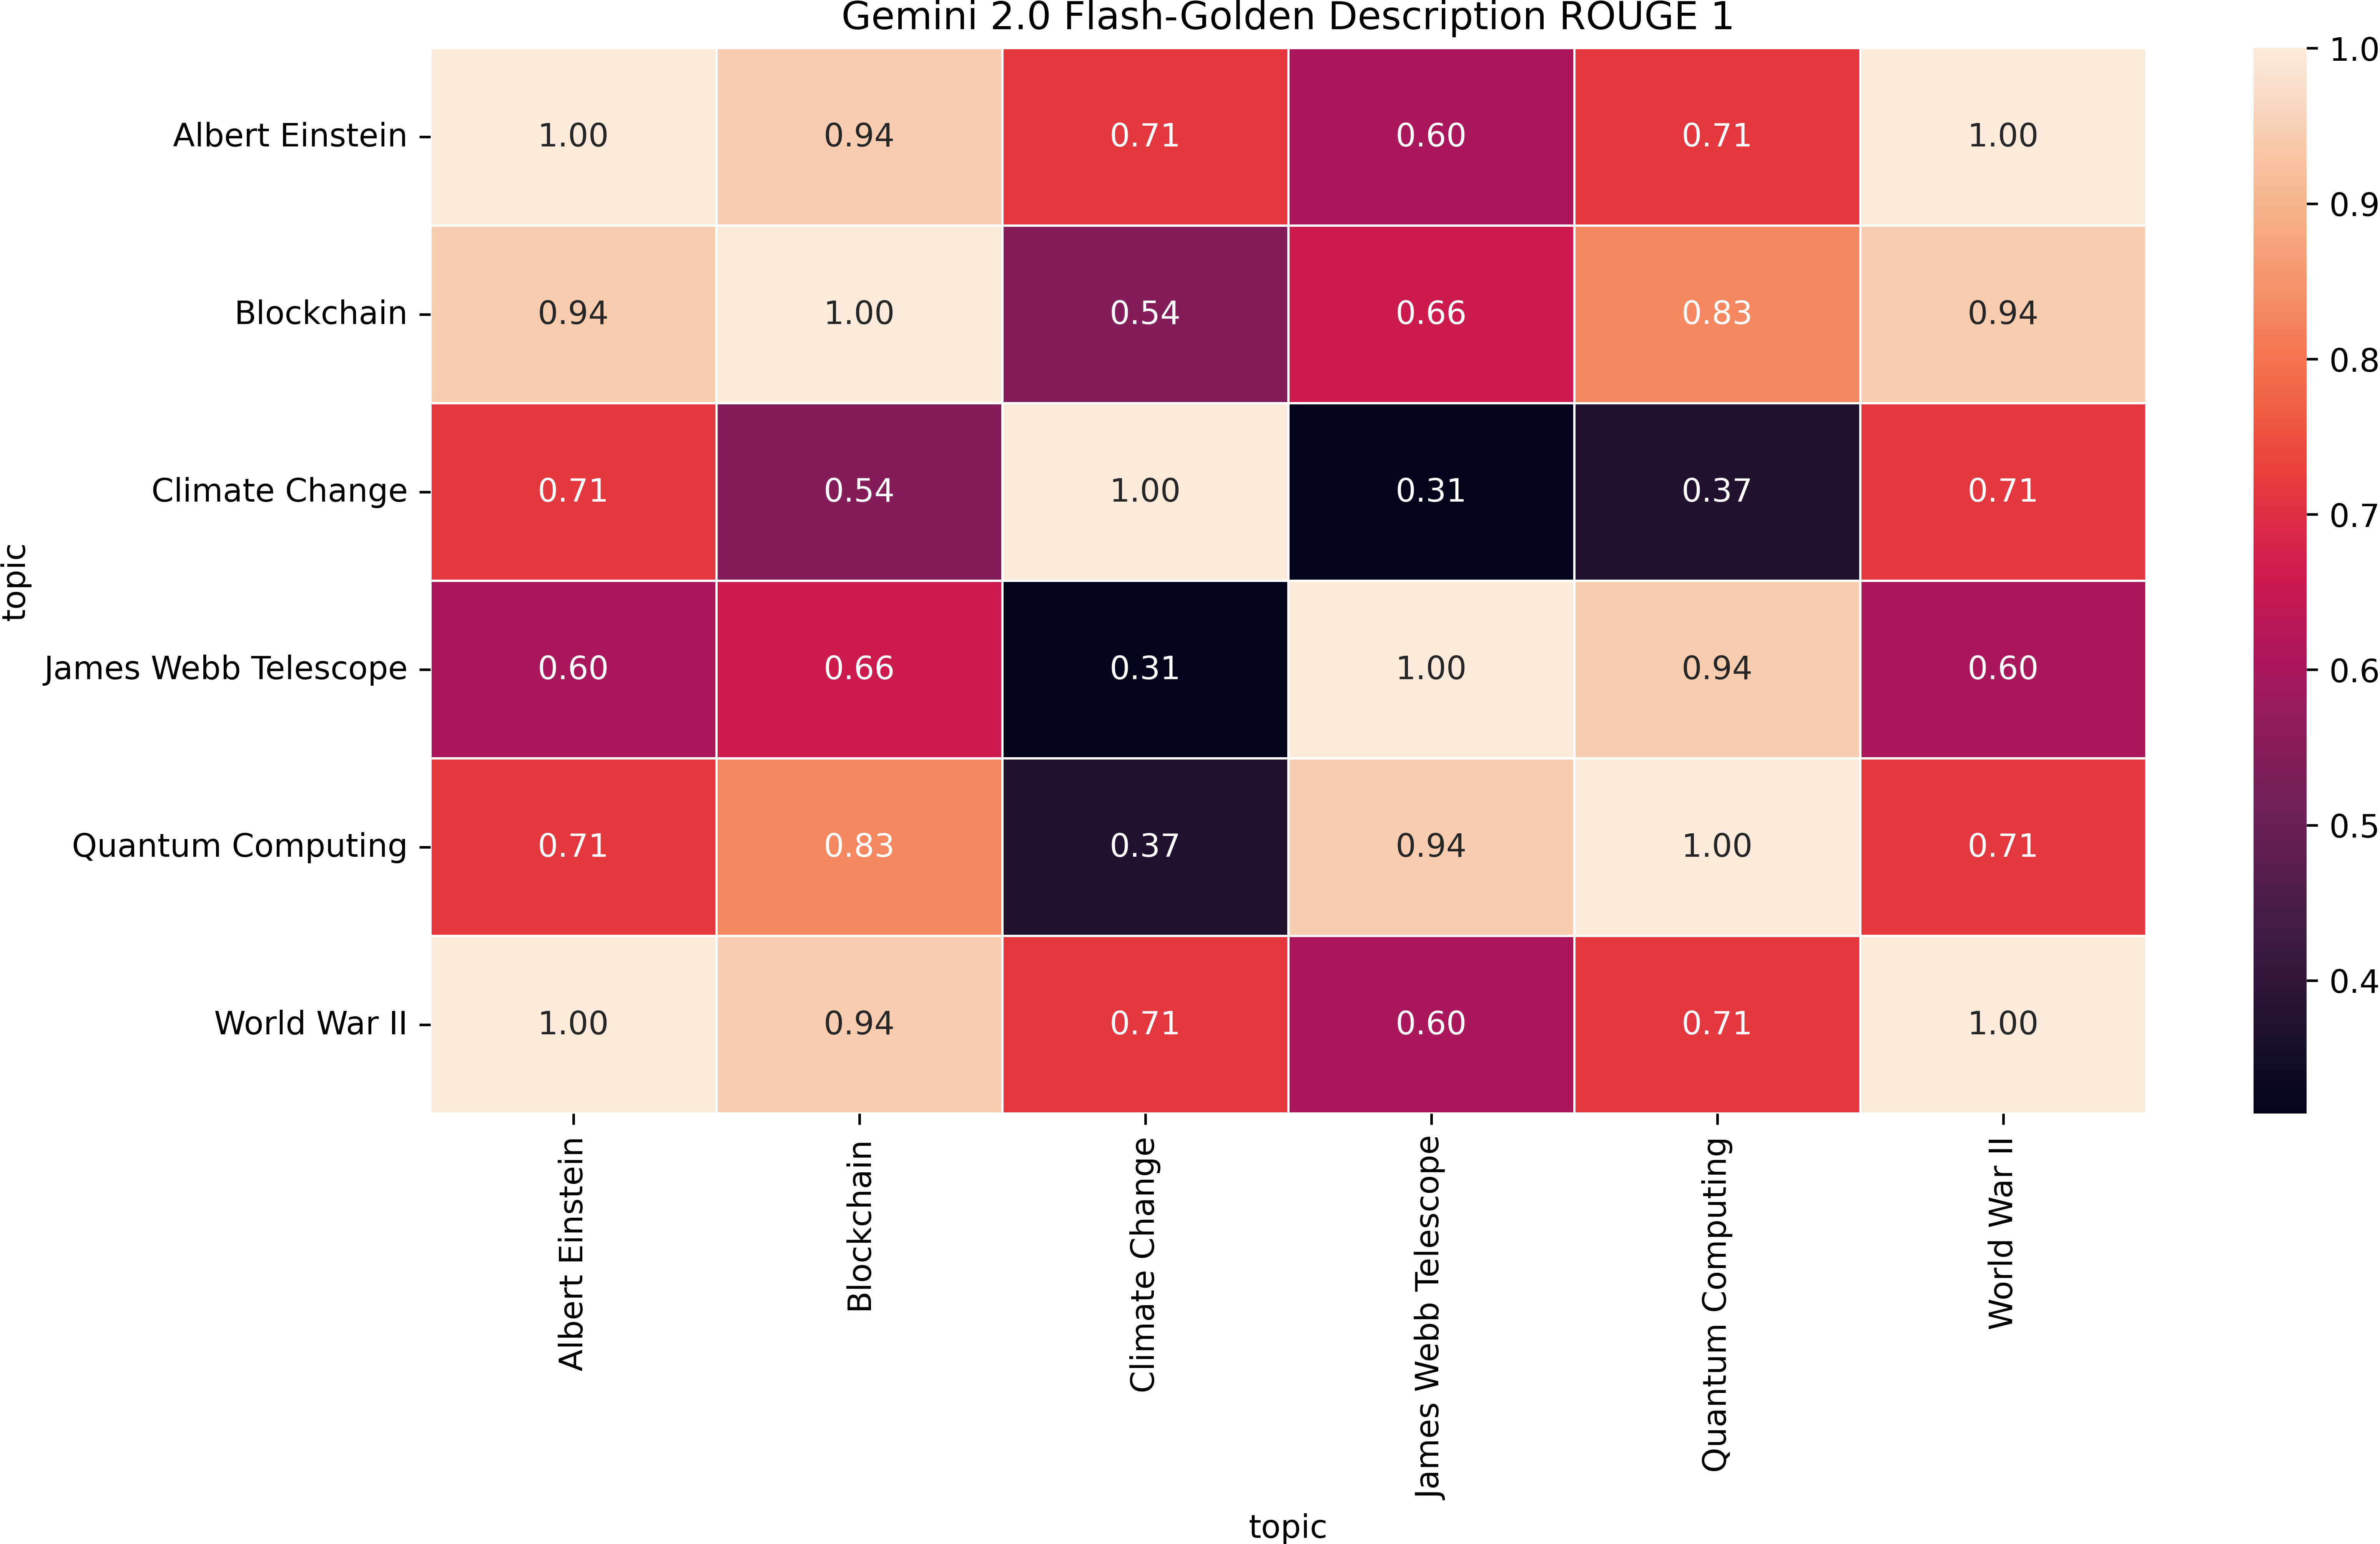 Gemini 2.0 Flash-Golden Description ROUGE 1
topic
Albert Einstein 1.00 0.94 0.71 0.60 0.71 1.00
Blockchain 0.94 1.00 0.54 0.66 0.83 0.94
Climate Change 0.71 0.54 1.00 0.31 0.37 0.71
James Webb Telescope 0.60 0.66 0.31 1.00 0.94 0.60
Quantum Computing 0.71 0.83 0.37 0.94 1.00 0.71
World War II 1.00 0.94 0.71 0.60 0.71 1.00
Albert Einstein
Blockchain
Climate Change
James Webb Telescope
Quantum Computing
World War II
topic
1.0
0.9
0.8
0.7
0.6
0.5
0.4